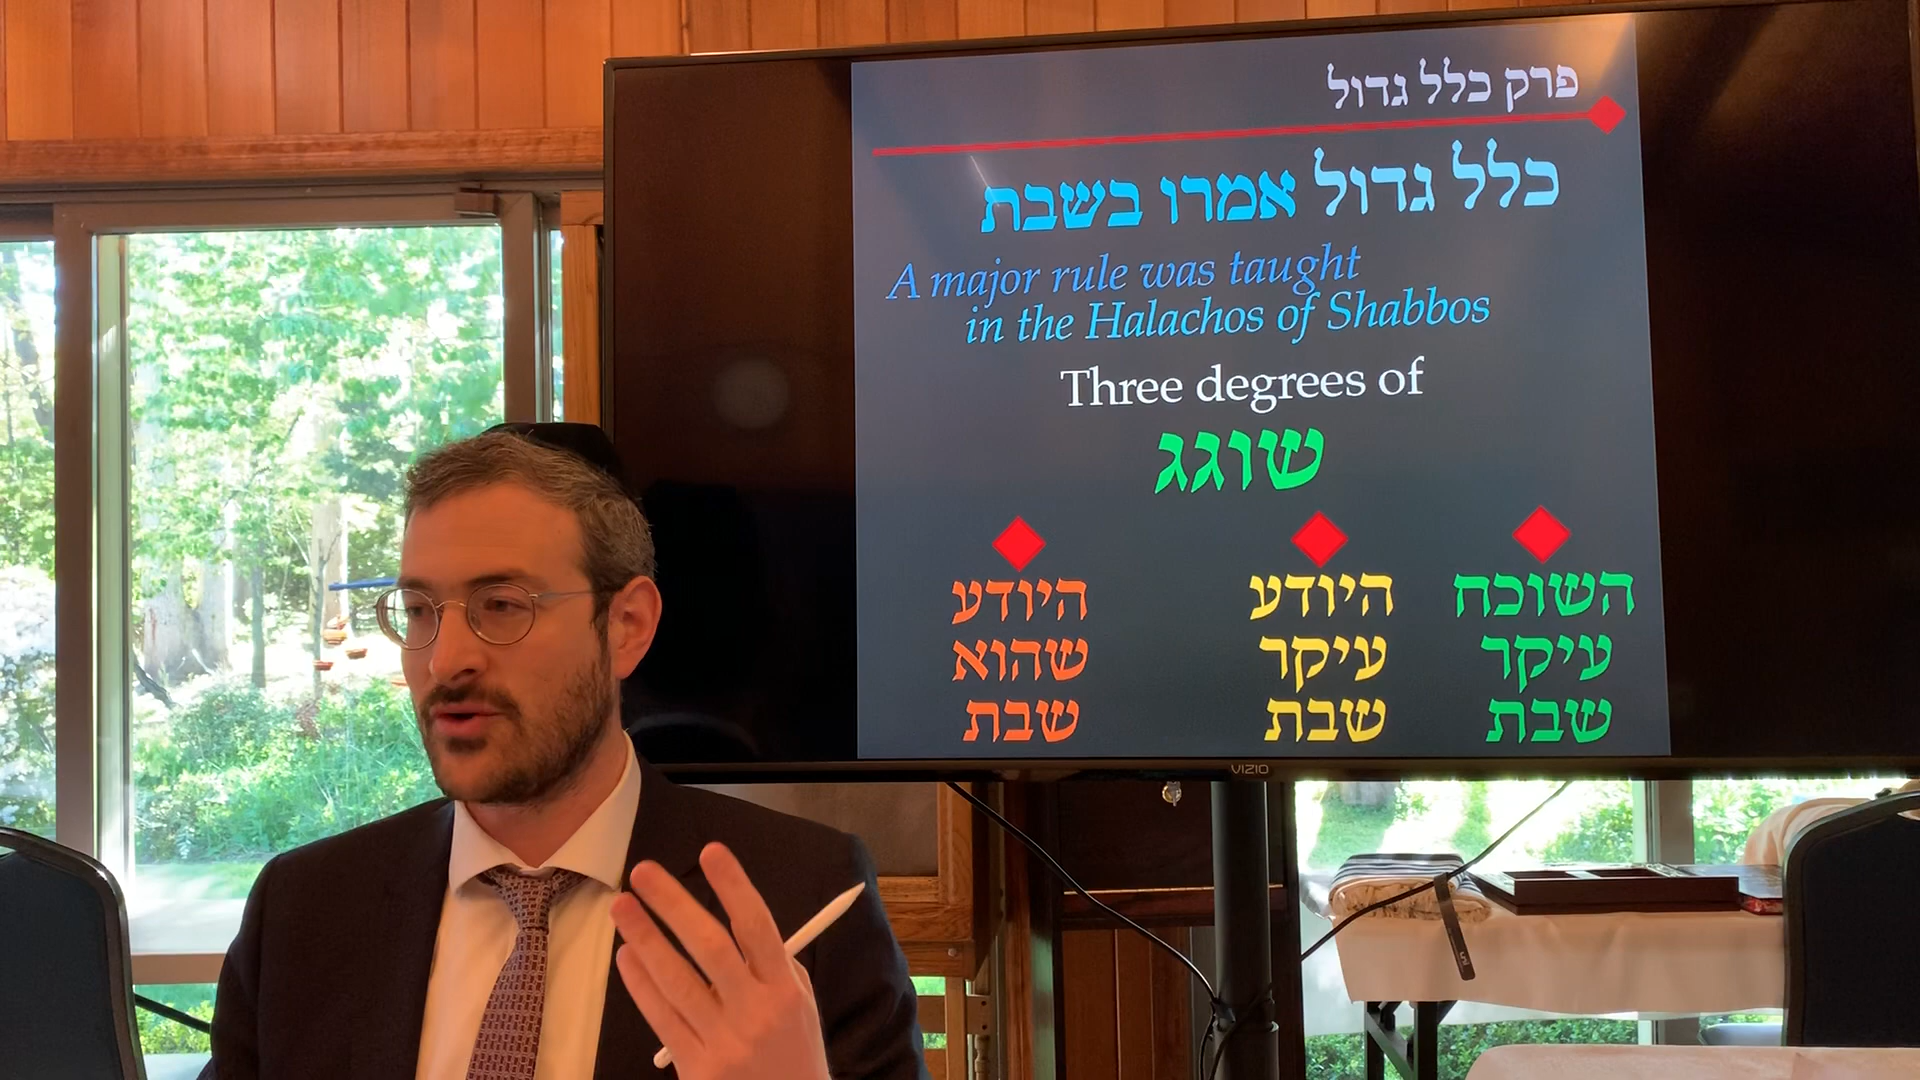 פרק כלל גדול
כלל גדול אמרו בשבת
A major rule was taught
in the Halachos of Shabbos
Three degrees of
שוגג
השוכח
עיקר
שבת
היודע
עיקר
שבת
היודע
שהוא
שבת
VIZIO